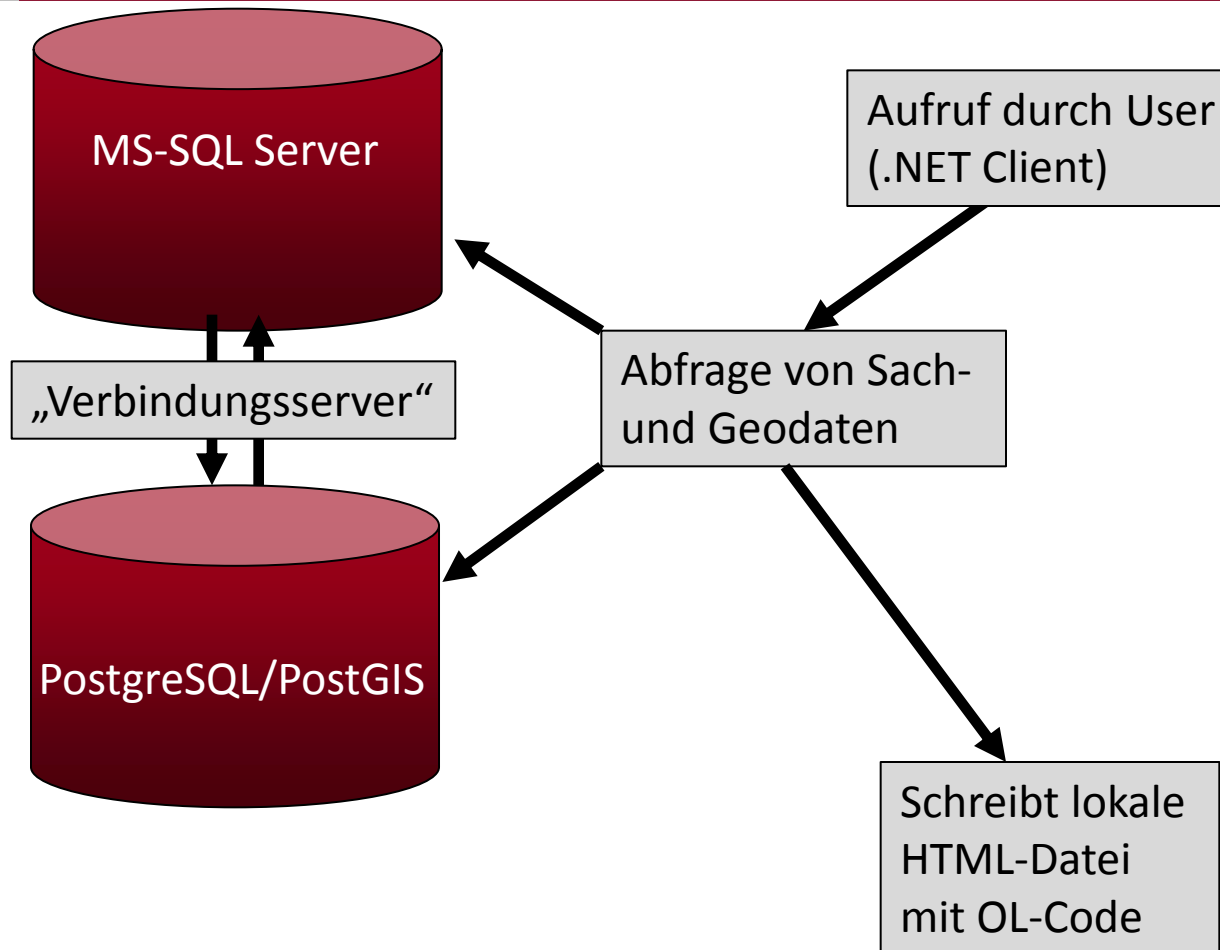 MS-SQL Server
Aufruf durch User
(.NET Client)
Abfrage von Sach-
und Geodaten
„Verbindungsserver“
PostgreSQL/PostGIS
Schreibt lokale
HTML-Datei
mit OL-Code